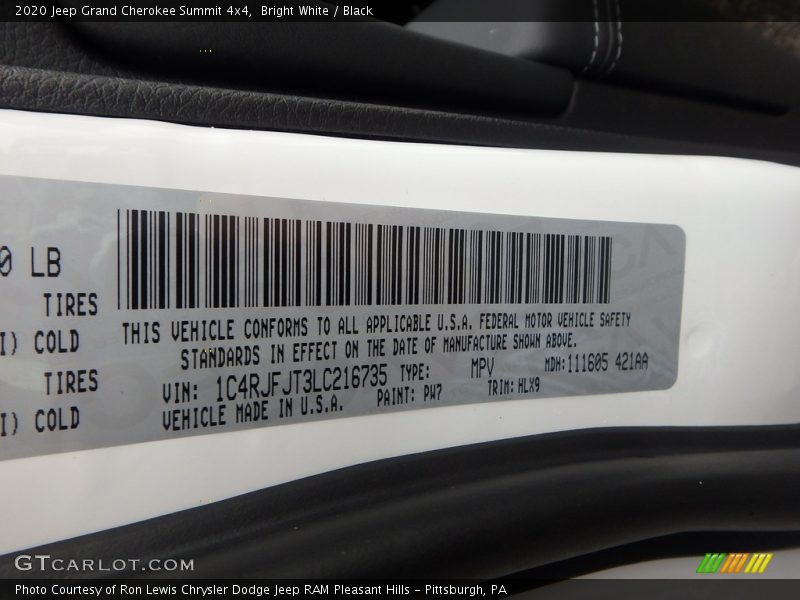 2020 Jeep Grand Cherokee Summit 4x4, Bright White / Black
0 LB
TIRES
I) COLD
TIRES
I) COLD
THIS VEHICLE CONFORMS TO ALL APPLICABLE U.S.A. FEDERAL MOTOR VEHICLE SAFETY
STANDARDS IN EFFECT ON THE DATE OF MANUFACTURE SHOWN ABOVE.
VIN: 1C4RJFJT3LC216735 TYPE: MPV MDH:111605 421AA
VEHICLE MADE IN U.S.A. PAINT: PW7 TRIM: HLX9
GTCARLOT.COM
Photo Courtesy of Ron Lewis Chrysler Dodge Jeep RAM Pleasant Hills - Pittsburgh, PA